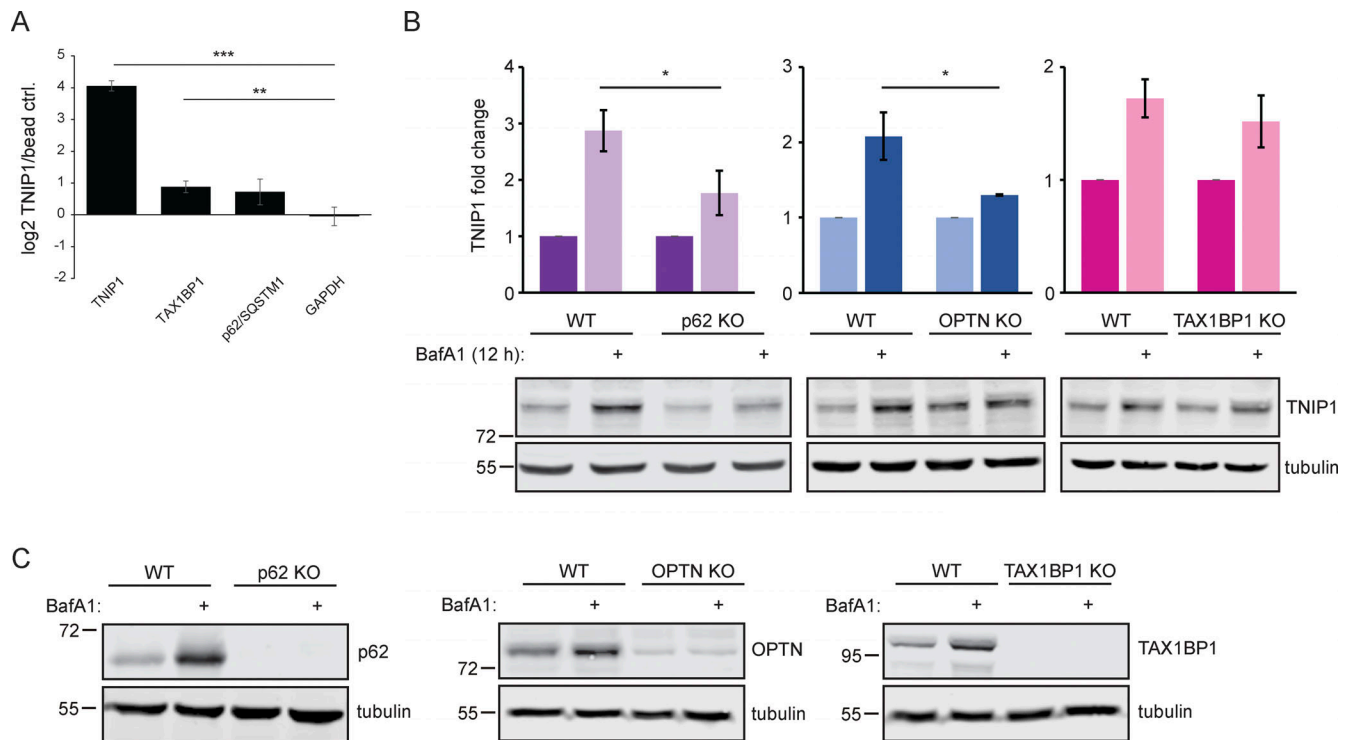 A
log2 TNIP1/bead ctrl.
5
4
3
2
1
0
-1
-2
***
**
TNIP1
TAX1BP1
p62/SQSTM1
GAPDH
B
TNIP1 fold change
4
3
2
1
0
*
3
2
1
0
*
2
1
0
WT p62 KO WT OPTN KO WT TAX1BP1 KO
BafA1 (12 h): + + + + + +
TNIP1
72
55
tubulin
C
WT p62 KO
BafA1: + +
72
p62
55
tubulin
WT OPTN KO
BafA1: + +
OPTN
72
55
tubulin
WT TAX1BP1 KO
BafA1: + +
95
TAX1BP1
55
tubulin